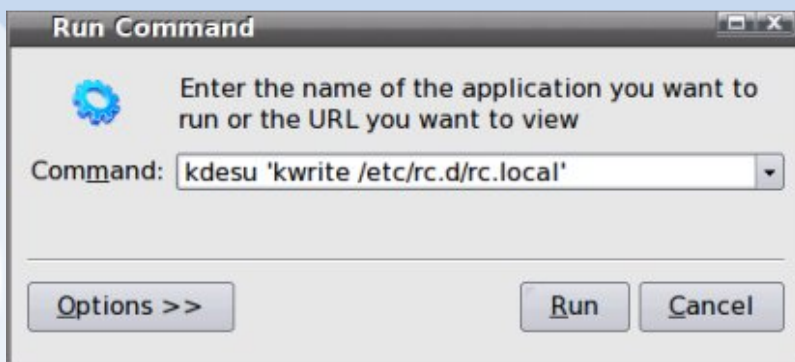 Run Command
Enter the name of the application you want to
run or the URL you want to view
Command: kdesu 'kwrite /etc/rc.d/rc.local'
Options >> Run Cancel